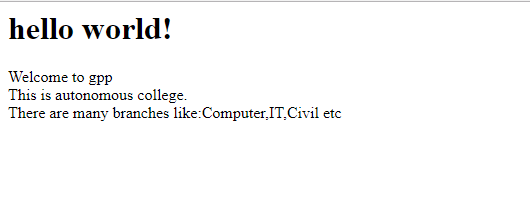 hello world!
Welcome to gpp
This is autonomous college.
There are many branches like:Computer,IT,Civil etc